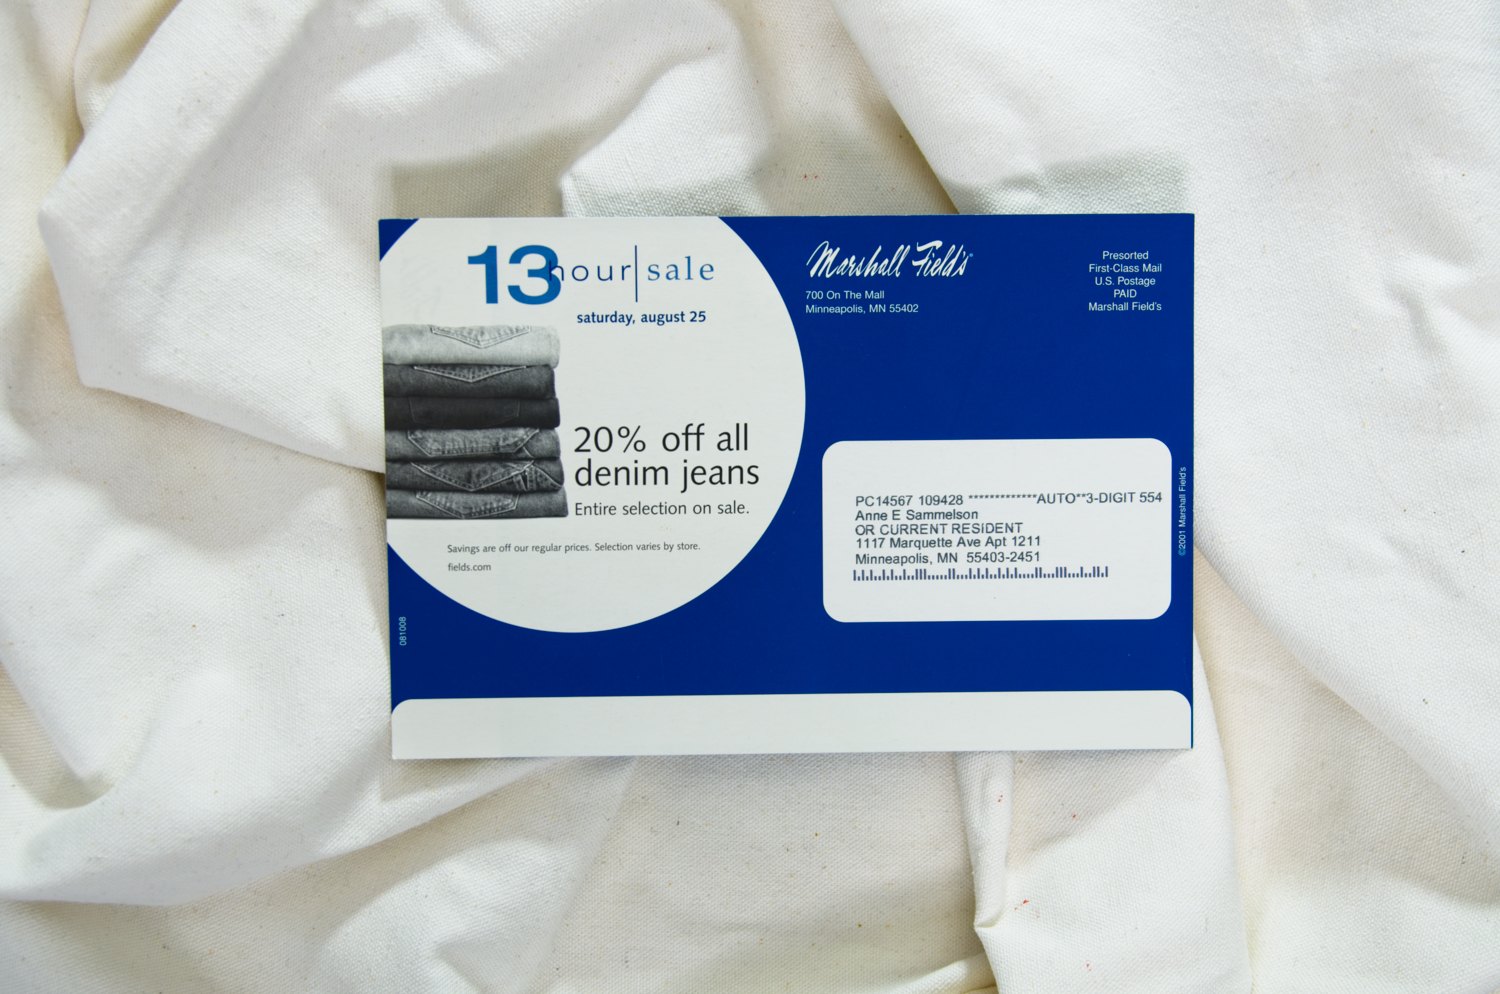 13 hour sale
saturday, august 25
20% off all
denim jeans
Entire selection on sale.
Savings are off our regular prices. Selection varies by store.
fields.com
081008
Marshall Field's®
700 On The Mall
Minneapolis, MN 55402
Presorted
First-Class Mail
U.S. Postage
PAID
Marshall Field's
PC14567 109428 *************AUTO**3-DIGIT 554
Anne E Sammelson
OR CURRENT RESIDENT
1117 Marquette Ave Apt 1211
Minneapolis, MN  55403-2451
©2001 Marshall Field's